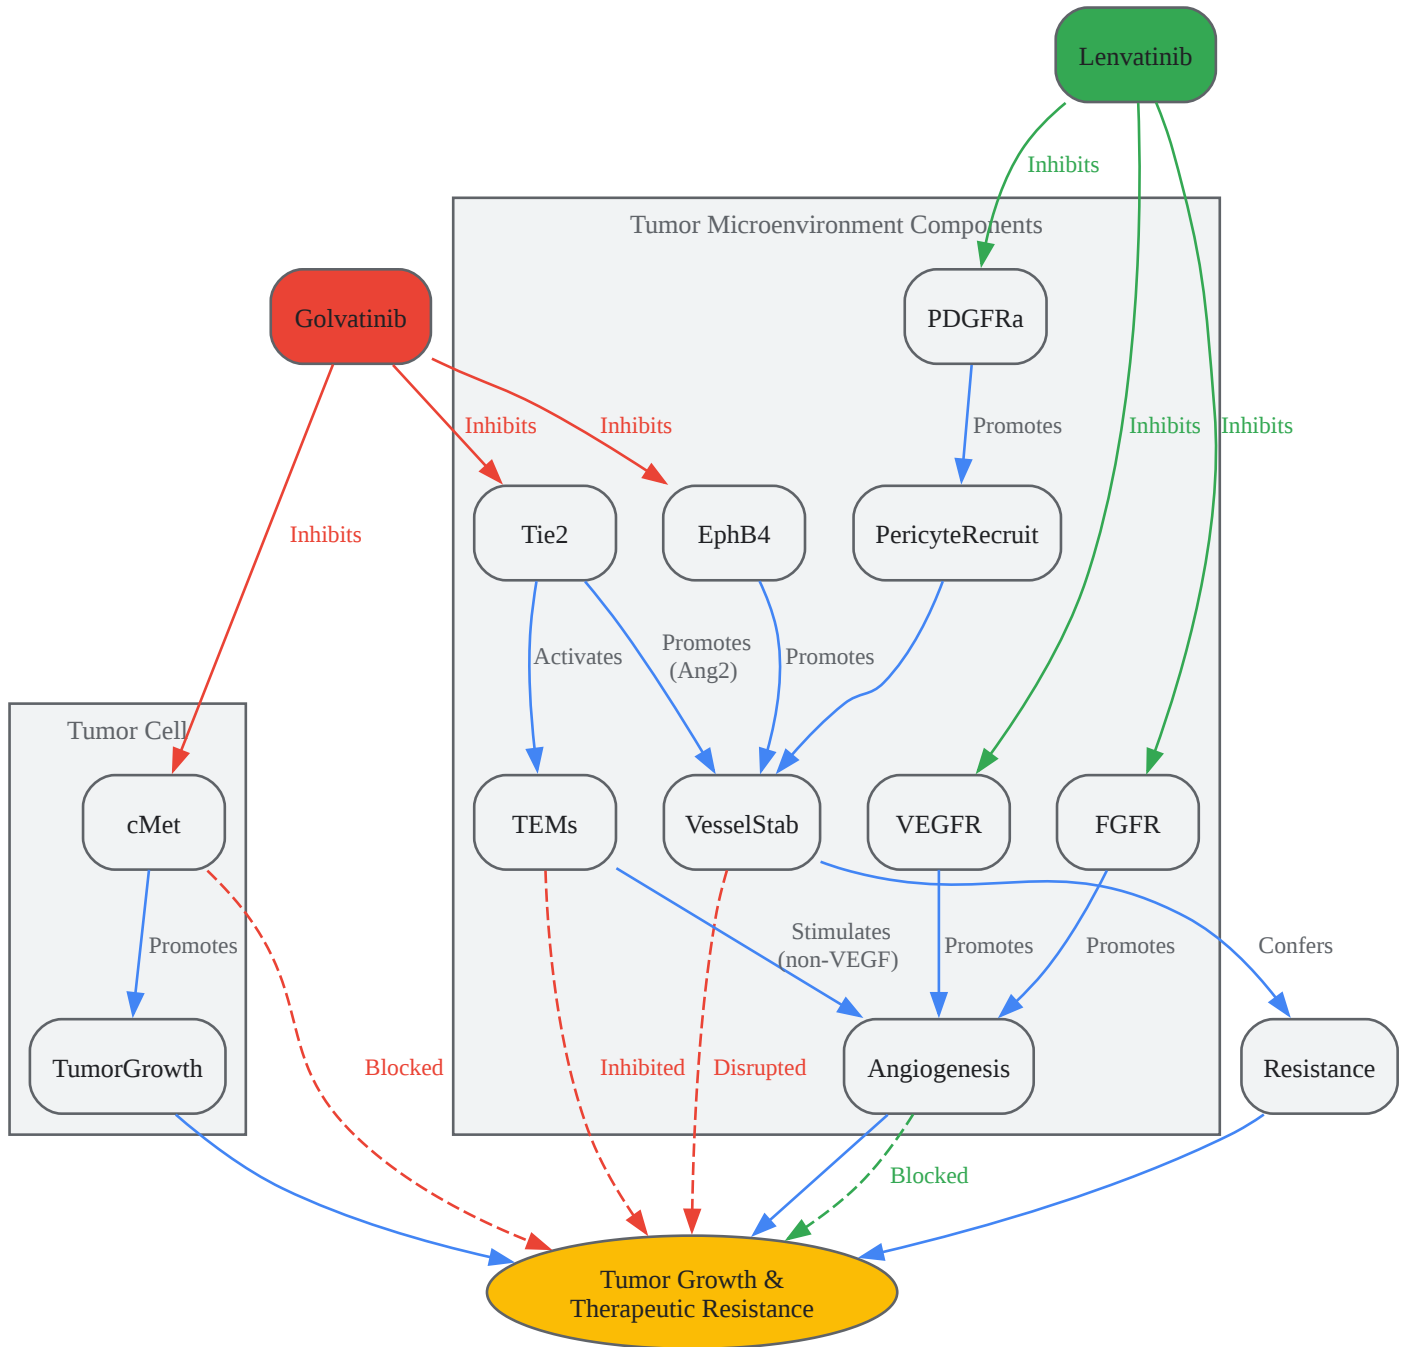 Lenvatinib
Inhibits
Tumor Microenvironment Components
Golvatinib
PDGFRa
Inhibits
Inhibits
Promotes
Inhibits
Inhibits
Inhibits
Tie2
EphB4
PericyteRecruit
Activates
Promotes
(Ang2)
Promotes
Tumor Cell
cMet
TEMs
VesselStab
VEGFR
FGFR
Promotes
Stimulates
(non-VEGF)
Promotes
Promotes
Confers
TumorGrowth
Blocked
Inhibited
Disrupted
Angiogenesis
Resistance
Blocked
Tumor Growth &
Therapeutic Resistance